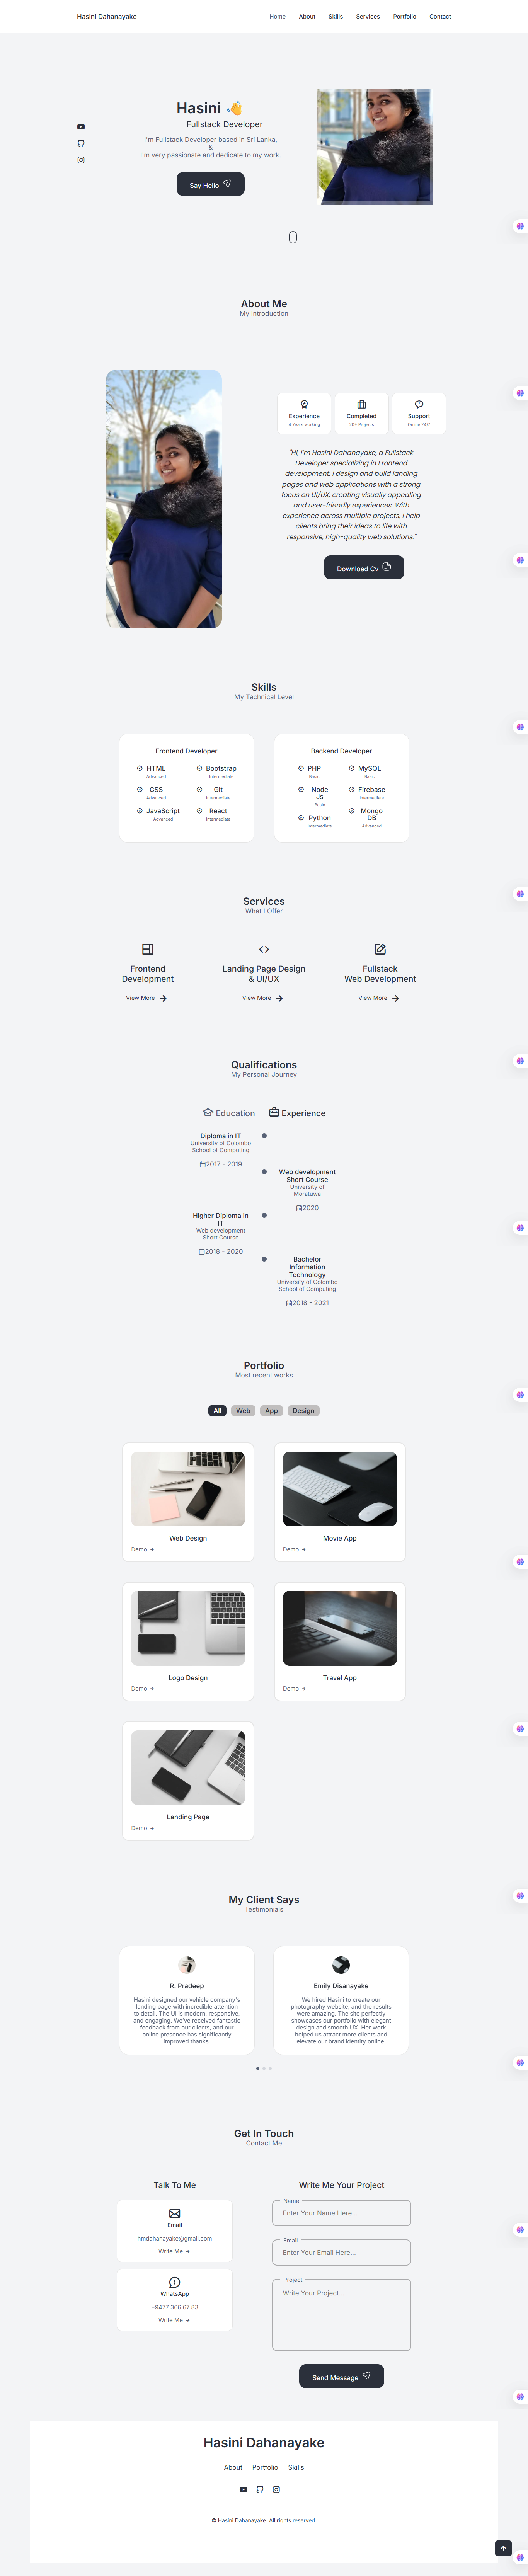 Hasini Dahanayake
Home About Skills Services Portfolio Contact
Hasini 👋
Fullstack Developer
I'm Fullstack Developer based in Sri Lanka,
&
I'm very passionate and dedicate to my work.
Say Hello
About Me
My Introduction
Experience
4 Years working
Completed
20+ Projects
Support
Online 24/7
"Hi, I'm Hasini Dahanayake, a Fullstack
Developer specializing in Frontend
development. I design and build landing
pages and web applications with a strong
focus on UI/UX, creating visually appealing
and user-friendly experiences. With
experience across multiple projects, I help
clients bring their ideas to life with
responsive, high-quality web solutions."
Download Cv
Skills
My Technical Level
Frontend Developer
HTML
Advanced
CSS
Advanced
JavaScript
Advanced
Bootstrap
Intermediate
Git
Intermediate
React
Intermediate
Backend Developer
PHP
Basic
Node
Js
Basic
Python
Intermediate
MySQL
Basic
Firebase
Intermediate
Mongo
DB
Advanced
Services
What I Offer
Frontend
Development
View More
Landing Page Design
& UI/UX
View More
Fullstack
Web Development
View More
Qualifications
My Personal Journey
Education Experience
Diploma in IT
University of Colombo
School of Computing
2017 - 2019
Web development
Short Course
University of
Moratuwa
2020
Higher Diploma in
IT
Web development
Short Course
2018 - 2020
Bachelor
Information
Technology
University of Colombo
School of Computing
2018 - 2021
Portfolio
Most recent works
All Web App Design
Web Design
Demo
Movie App
Demo
Logo Design
Demo
Travel App
Demo
Landing Page
Demo
My Client Says
Testimonials
R. Pradeep
Hasini designed our vehicle company's
landing page with incredible attention
to detail. The UI is modern, responsive,
and engaging. We've received fantastic
feedback from our clients, and our
online presence has significantly
improved thanks.
Emily Disanayake
We hired Hasini to create our
photography website, and the results
were amazing. The site perfectly
showcases our portfolio with elegant
design and smooth UX. Her work
helped us attract more clients and
elevate our brand identity online.
Get In Touch
Contact Me
Talk To Me
Email
hmdahanayake@gmail.com
Write Me
WhatsApp
+9477 366 67 83
Write Me
Write Me Your Project
Name
Enter Your Name Here...
Email
Enter Your Email Here...
Project
Write Your Project...
Send Message
Hasini Dahanayake
About Portfolio Skills
© Hasini Dahanayake. All rights reserved.